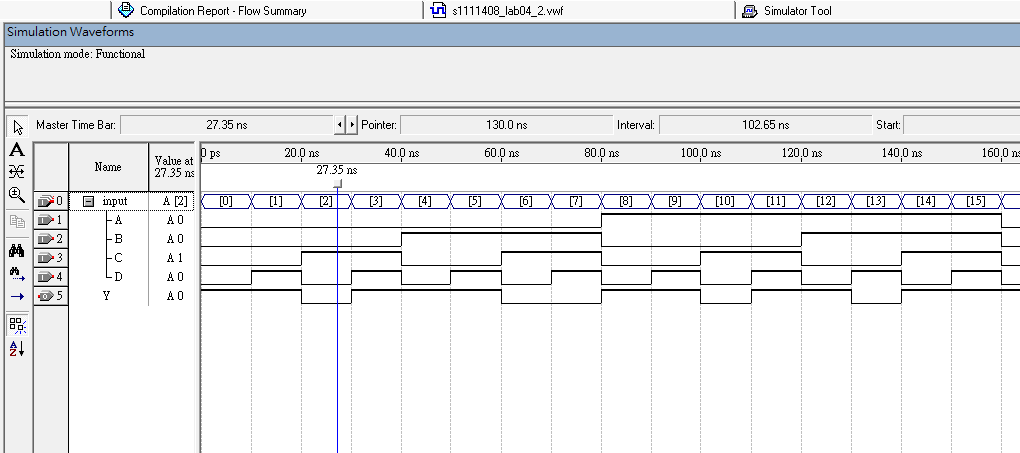 Compilation Report - Flow Summary s1111408_lab04_2.vwf Simulator Tool
Simulation Waveforms
Simulation mode: Functional
Master Time Bar: 27.35 ns Pointer: 130.0 ns Interval: 102.65 ns Start:
Name Value at 27.35 ns 0 ps 20.0 ns 40.0 ns 60.0 ns 80.0 ns 100.0 ns 120.0 ns 140.0 ns 160.0 ns
27.35 ns
0 input A [2] [0] [1] [2] [3] [4] [5] [6] [7] [8] [9] [10] [11] [12] [13] [14] [15]
1 A A 0
2 B A 0
3 C A 1
4 D A 0
5 Y A 0